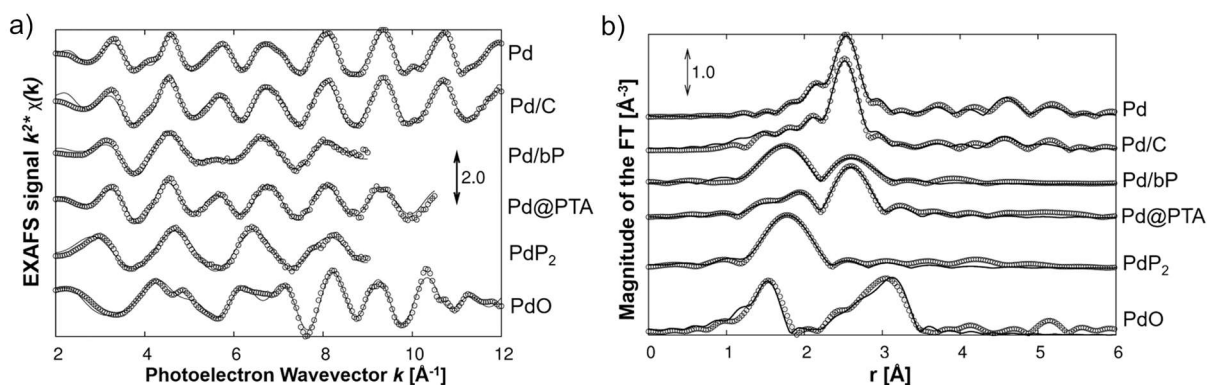 a)
EXAFS signal k²* χ(k)
Pd
Pd/C
Pd/bP
2.0
Pd@PTA
PdP₂
PdO
2 4 6 8 10 12
Photoelectron Wavevector k [Å⁻¹]
b)
Magnitude of the FT [Å⁻³]
1.0
Pd
Pd/C
Pd/bP
Pd@PTA
PdP₂
PdO
0 1 2 3 4 5 6
r [Å]